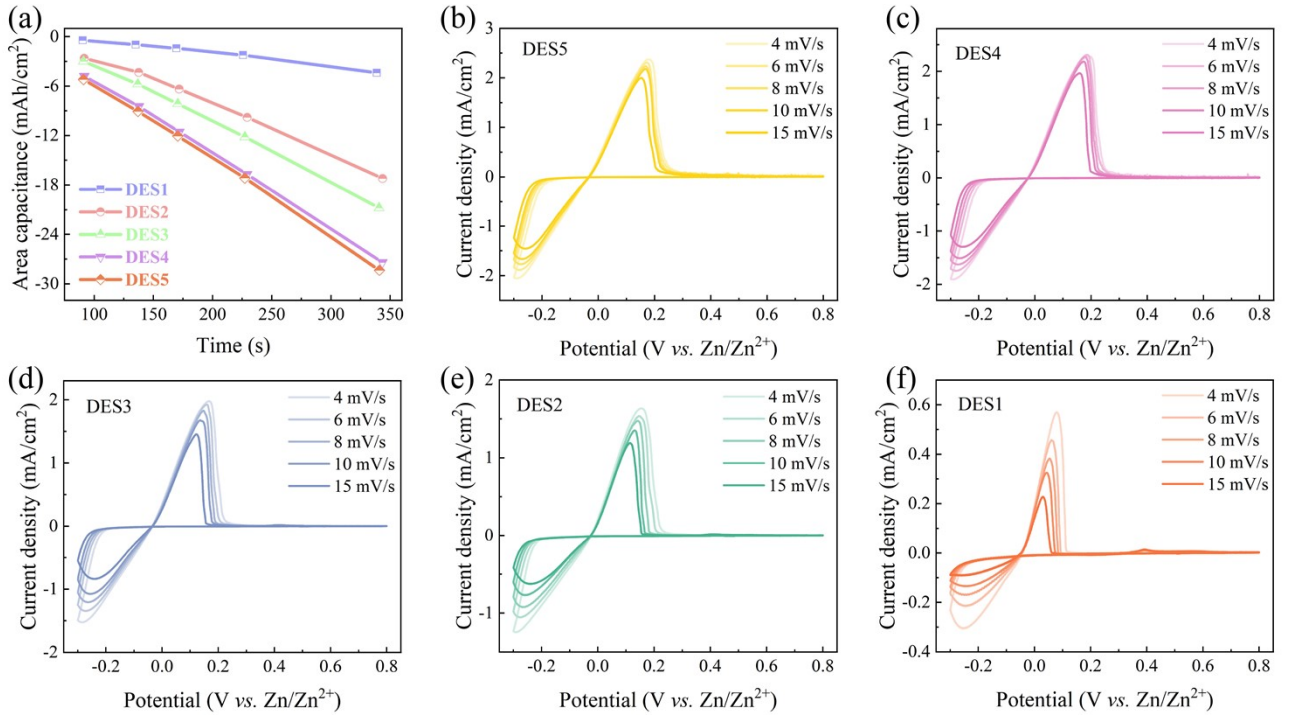 (a)
Area capacitance (mAh/cm²)
0
-6
-12
-18
-24
-30
DES1
DES2
DES3
DES4
DES5
100 150 200 250 300 350
Time (s)
(b)
DES5
Current density (mA/cm²)
3
2
1
0
-1
-2
4 mV/s
6 mV/s
8 mV/s
10 mV/s
15 mV/s
-0.2 0.0 0.2 0.4 0.6 0.8
Potential (V vs. Zn/Zn²⁺)
(c)
DES4
Current density (mA/cm²)
3
2
1
0
-1
-2
4 mV/s
6 mV/s
8 mV/s
10 mV/s
15 mV/s
-0.2 0.0 0.2 0.4 0.6 0.8
Potential (V vs. Zn/Zn²⁺)
(d)
DES3
Current density (mA/cm²)
2
1
0
-1
-2
4 mV/s
6 mV/s
8 mV/s
10 mV/s
15 mV/s
-0.2 0.0 0.2 0.4 0.6 0.8
Potential (V vs. Zn/Zn²⁺)
(e)
DES2
Current density (mA/cm²)
2
1
0
-1
4 mV/s
6 mV/s
8 mV/s
10 mV/s
15 mV/s
-0.2 0.0 0.2 0.4 0.6 0.8
Potential (V vs. Zn/Zn²⁺)
(f)
DES1
Current density (mA/cm²)
0.6
0.4
0.2
0.0
-0.2
0.4
4 mV/s
6 mV/s
8 mV/s
10 mV/s
15 mV/s
-0.2 0.0 0.2 0.4 0.6 0.8
Potential (V vs. Zn/Zn²⁺)